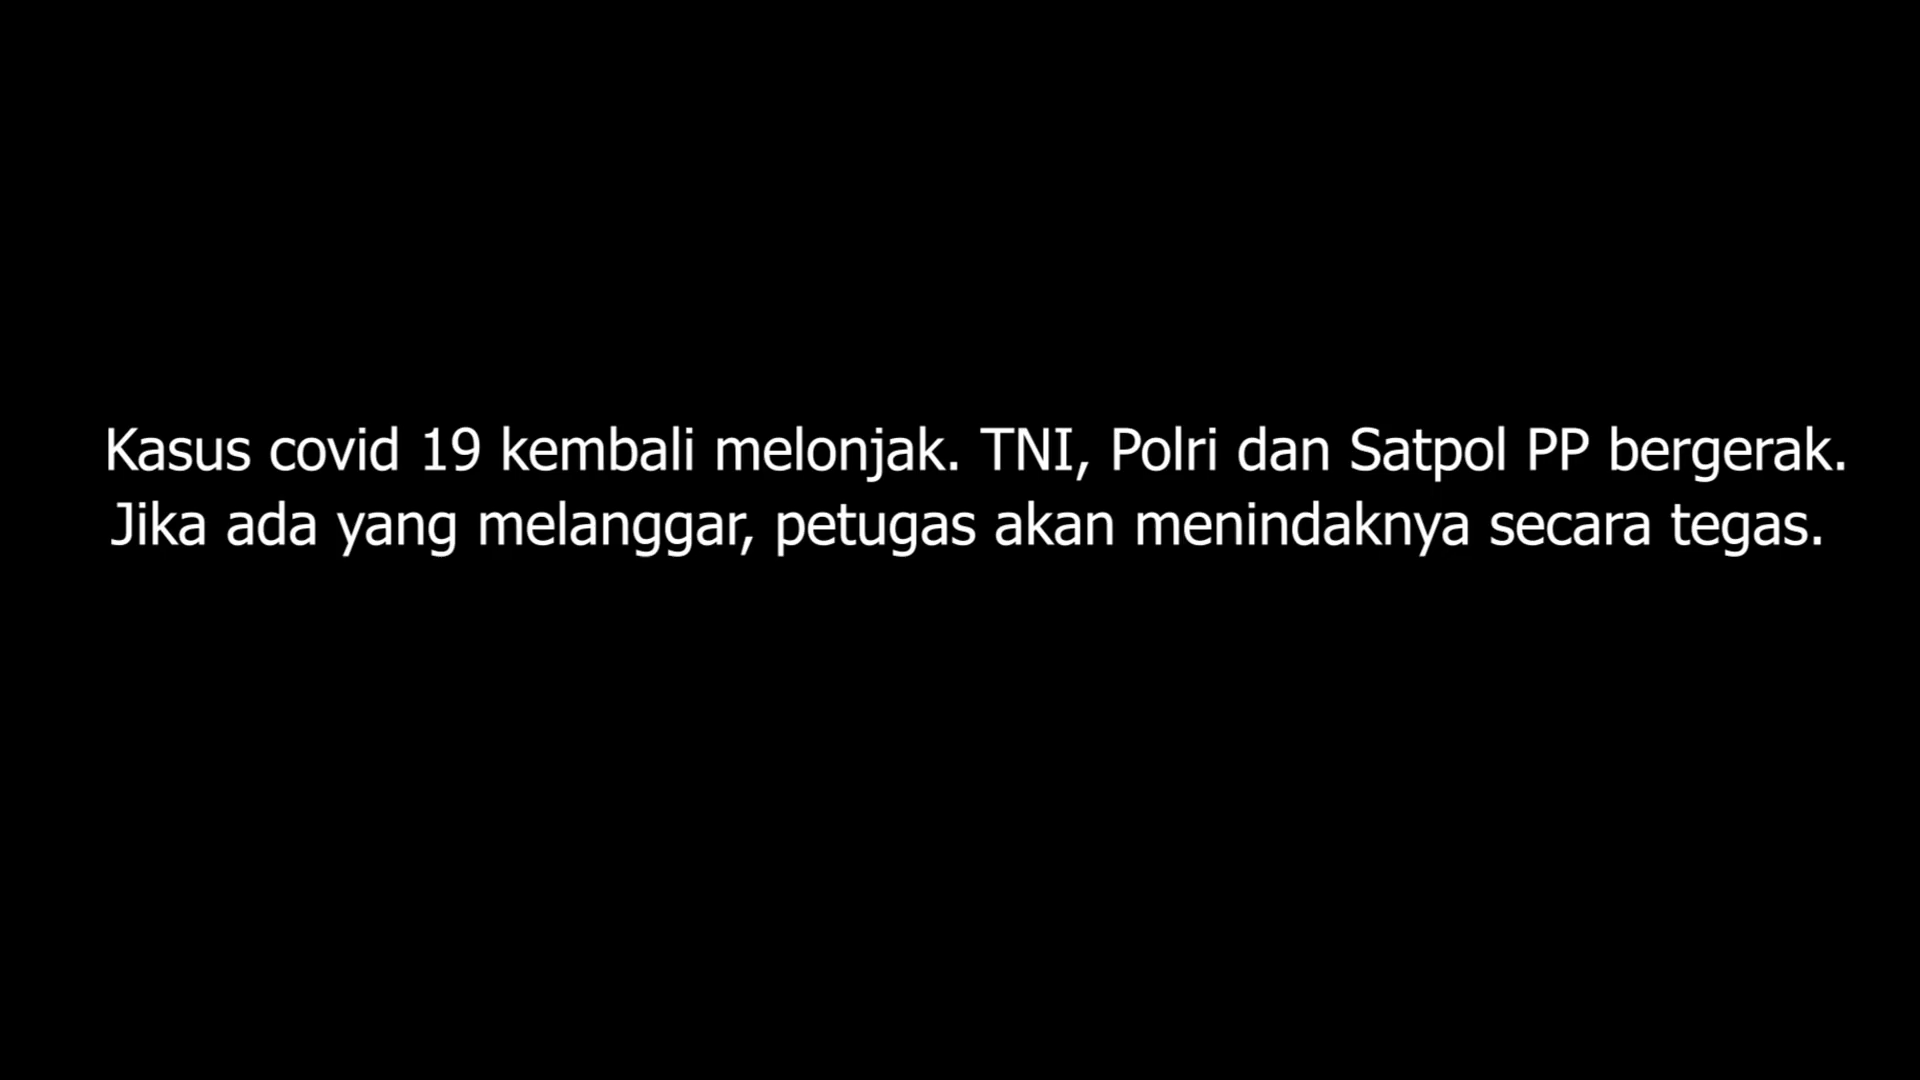 Kasus covid 19 kembali melonjak. TNI, Polri dan Satpol PP bergerak.
Jika ada yang melanggar, petugas akan menindaknya secara tegas.